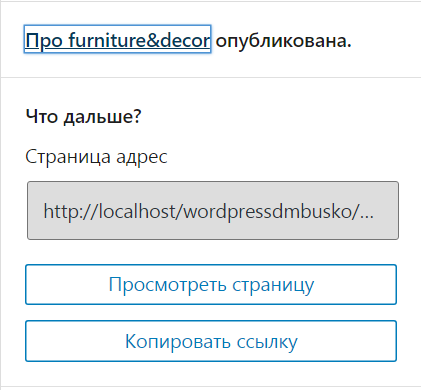 Про furniture&decor опубликована.
Что дальше?
Страница адрес
http://localhost/wordpressdmbusko/...
Просмотреть страницу
Копировать ссылку